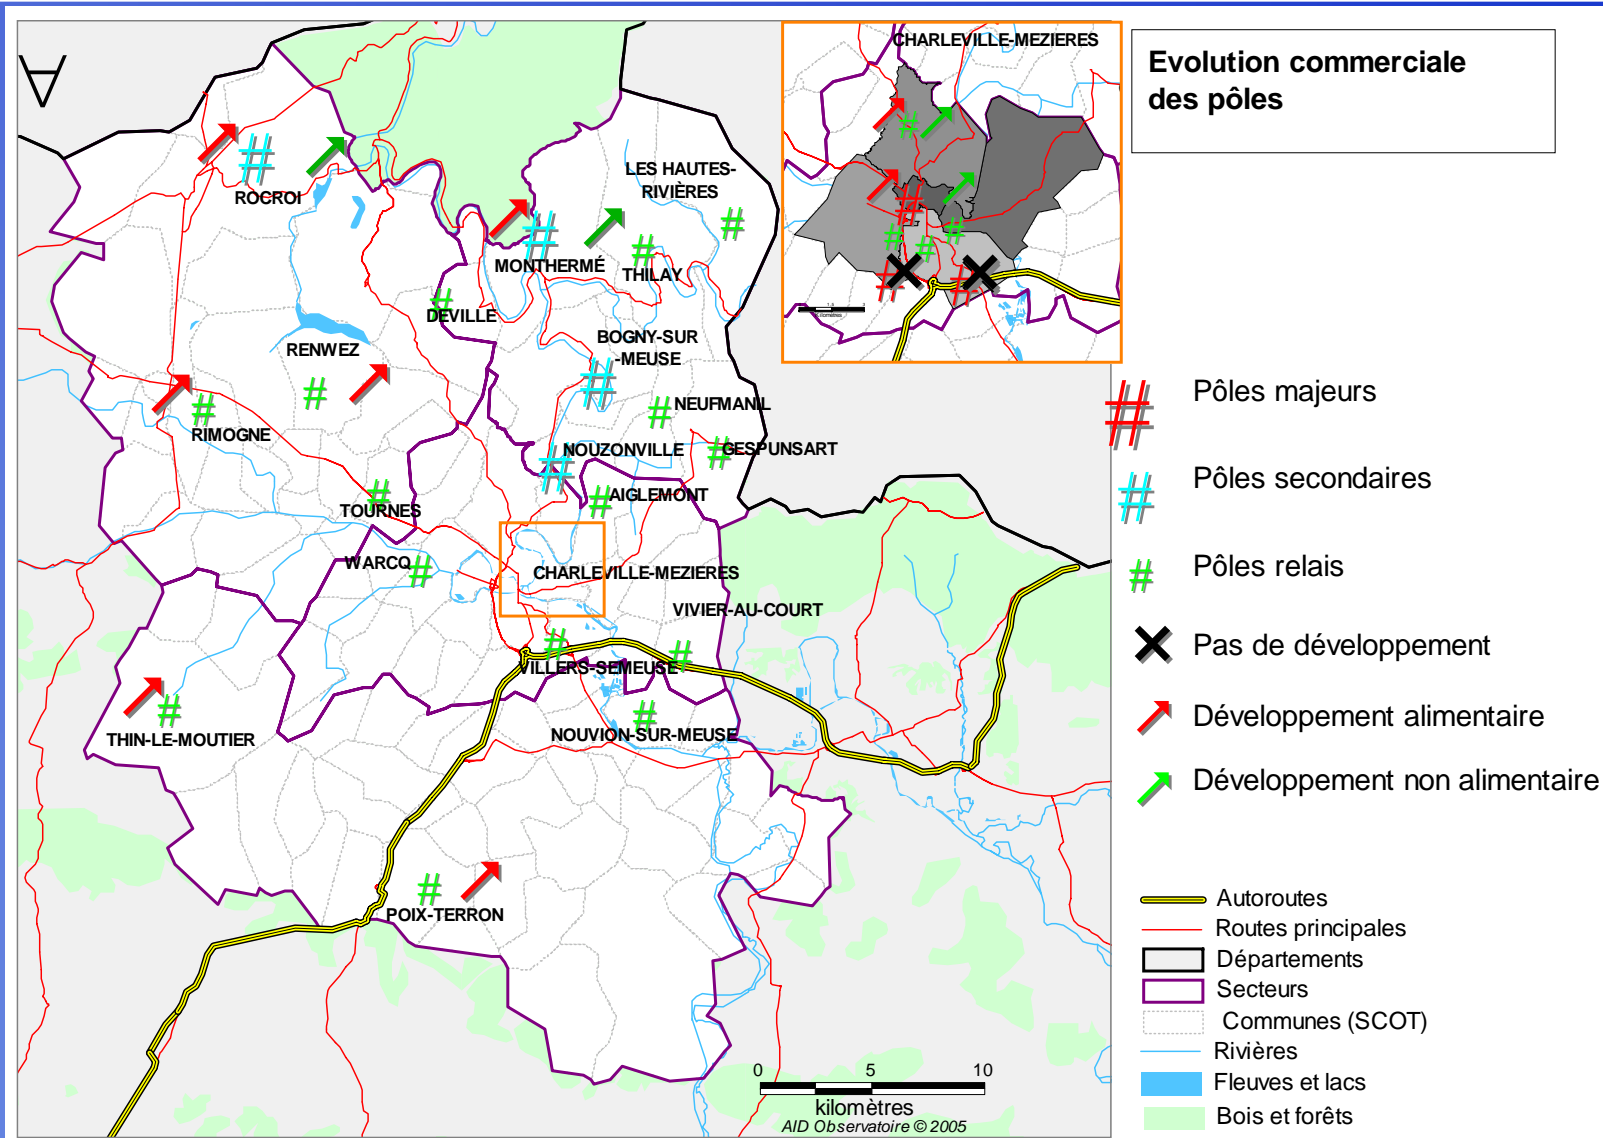 CHARLEVILLE-MEZIERES
Evolution commerciale
des pôles
ROCROI
LES HAUTES-
RIVIÈRES
MONTHERMÉ
THILAY
DEVILLE
RENWEZ
BOGNY-SUR
-MEUSE
RIMOGNE
NEUFMANIL
NOUZONVILLE
GESPUNSART
AIGLEMONT
TOURNES
WARCQ
CHARLEVILLE-MEZIERES
VIVIER-AU-COURT
VILLERS-SEMEUSE
THIN-LE-MOUTIER
NOUVION-SUR-MEUSE
POIX-TERRON
Pôles majeurs
Pôles secondaires
Pôles relais
Pas de développement
Développement alimentaire
Développement non alimentaire
Autoroutes
Routes principales
Départements
Secteurs
Communes (SCOT)
Rivières
Fleuves et lacs
Bois et forêts
0 5 10
kilomètres
AID Observatoire © 2005